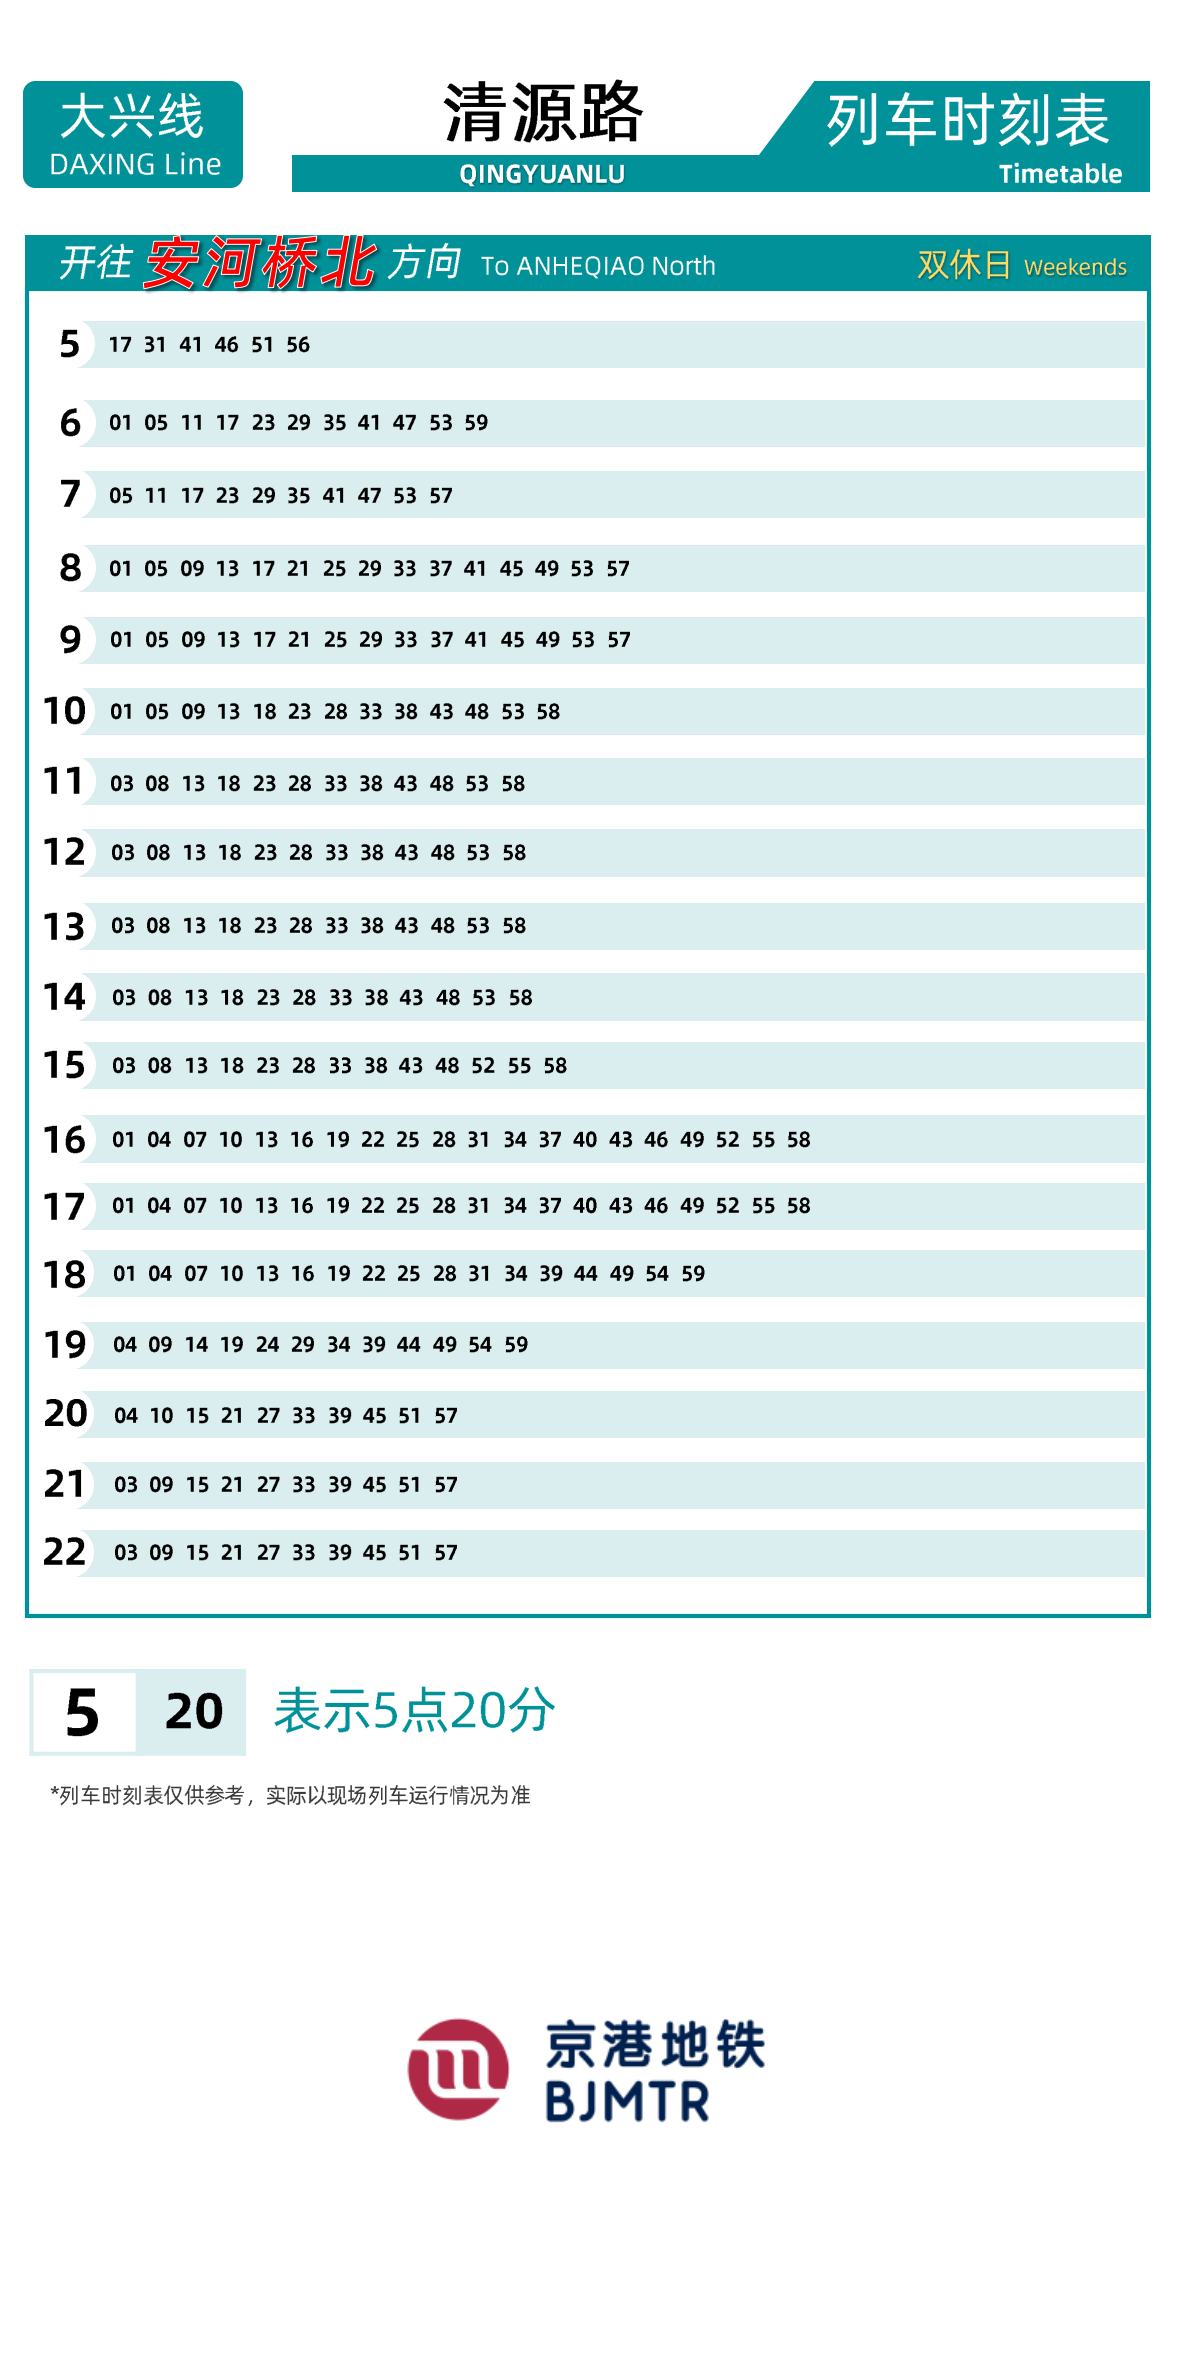 大兴线
DAXING Line
清源路
QINGYUANLU
列车时刻表
Timetable
开往 安河桥北 方向 To ANHEQIAO North 双休日 Weekends
5 17 31 41 46 51 56
6 01 05 11 17 23 29 35 41 47 53 59
7 05 11 17 23 29 35 41 47 53 57
8 01 05 09 13 17 21 25 29 33 37 41 45 49 53 57
9 01 05 09 13 17 21 25 29 33 37 41 45 49 53 57
10 01 05 09 13 18 23 28 33 38 43 48 53 58
11 03 08 13 18 23 28 33 38 43 48 53 58
12 03 08 13 18 23 28 33 38 43 48 53 58
13 03 08 13 18 23 28 33 38 43 48 53 58
14 03 08 13 18 23 28 33 38 43 48 53 58
15 03 08 13 18 23 28 33 38 43 48 52 55 58
16 01 04 07 10 13 16 19 22 25 28 31 34 37 40 43 46 49 52 55 58
17 01 04 07 10 13 16 19 22 25 28 31 34 37 40 43 46 49 52 55 58
18 01 04 07 10 13 16 19 22 25 28 31 34 39 44 49 54 59
19 04 09 14 19 24 29 34 39 44 49 54 59
20 04 10 15 21 27 33 39 45 51 57
21 03 09 15 21 27 33 39 45 51 57
22 03 09 15 21 27 33 39 45 51 57
5 20 表示5点20分
*列车时刻表仅供参考，实际以现场列车运行情况为准
京港地铁
BJMTR